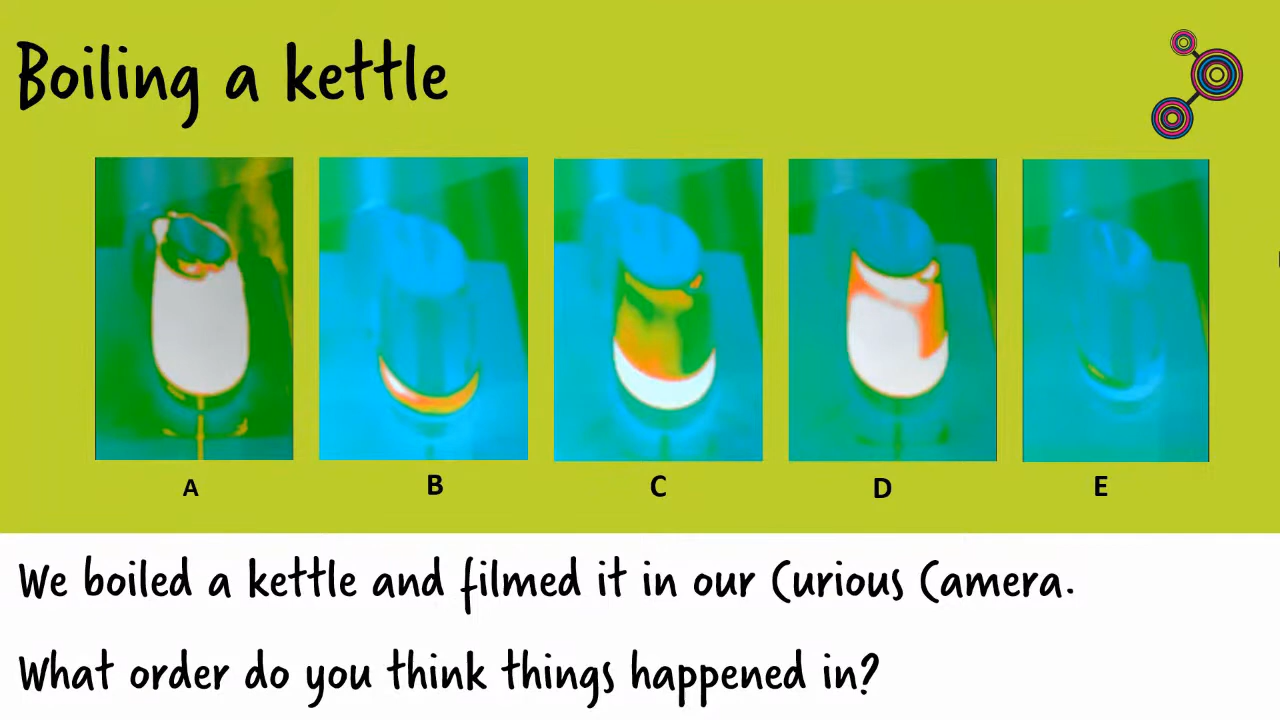 Boiling a kettle
A B C D E
We boiled a kettle and filmed it in our Curious Camera.
What order do you think things happened in?